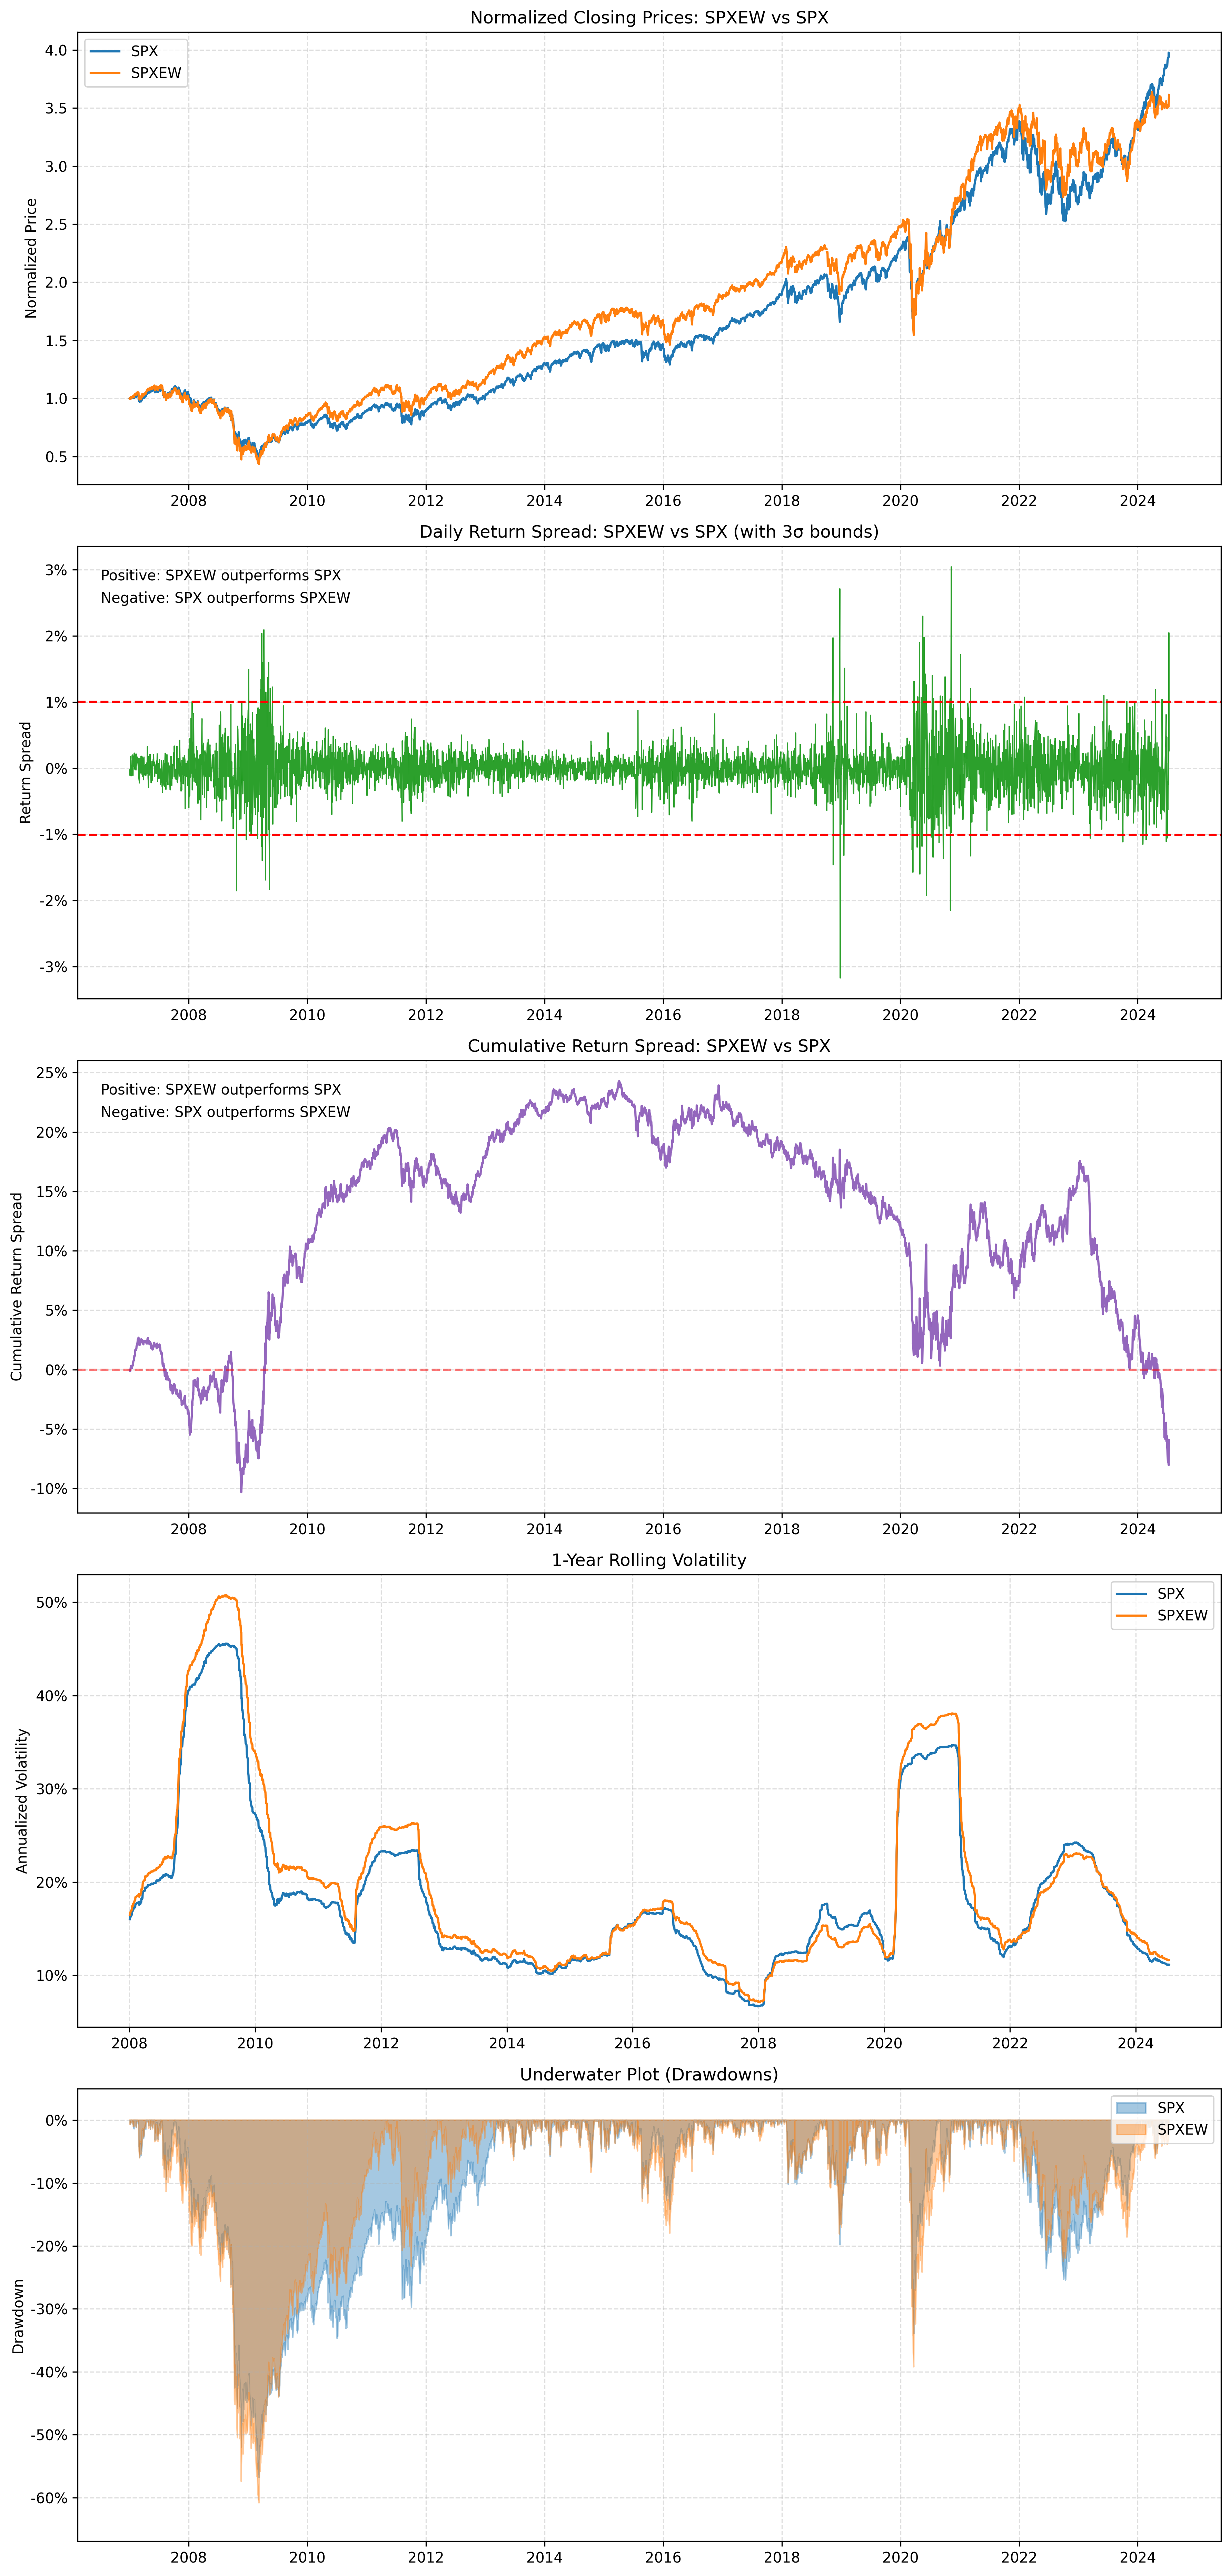 Normalized Closing Prices: SPXEW vs SPX
SPX
SPXEW
Normalized Price
4.0
3.5
3.0
2.5
2.0
1.5
1.0
0.5
2008 2010 2012 2014 2016 2018 2020 2022 2024
Daily Return Spread: SPXEW vs SPX (with 3σ bounds)
Positive: SPXEW outperforms SPX
Negative: SPX outperforms SPXEW
Return Spread
3%
2%
1%
0%
-1%
-2%
-3%
2008 2010 2012 2014 2016 2018 2020 2022 2024
Cumulative Return Spread: SPXEW vs SPX
Positive: SPXEW outperforms SPX
Negative: SPX outperforms SPXEW
Cumulative Return Spread
25%
20%
15%
10%
5%
0%
-5%
-10%
2008 2010 2012 2014 2016 2018 2020 2022 2024
1-Year Rolling Volatility
SPX
SPXEW
Annualized Volatility
50%
40%
30%
20%
10%
2008 2010 2012 2014 2016 2018 2020 2022 2024
Underwater Plot (Drawdowns)
SPX
SPXEW
Drawdown
0%
-10%
-20%
-30%
-40%
-50%
-60%
2008 2010 2012 2014 2016 2018 2020 2022 2024